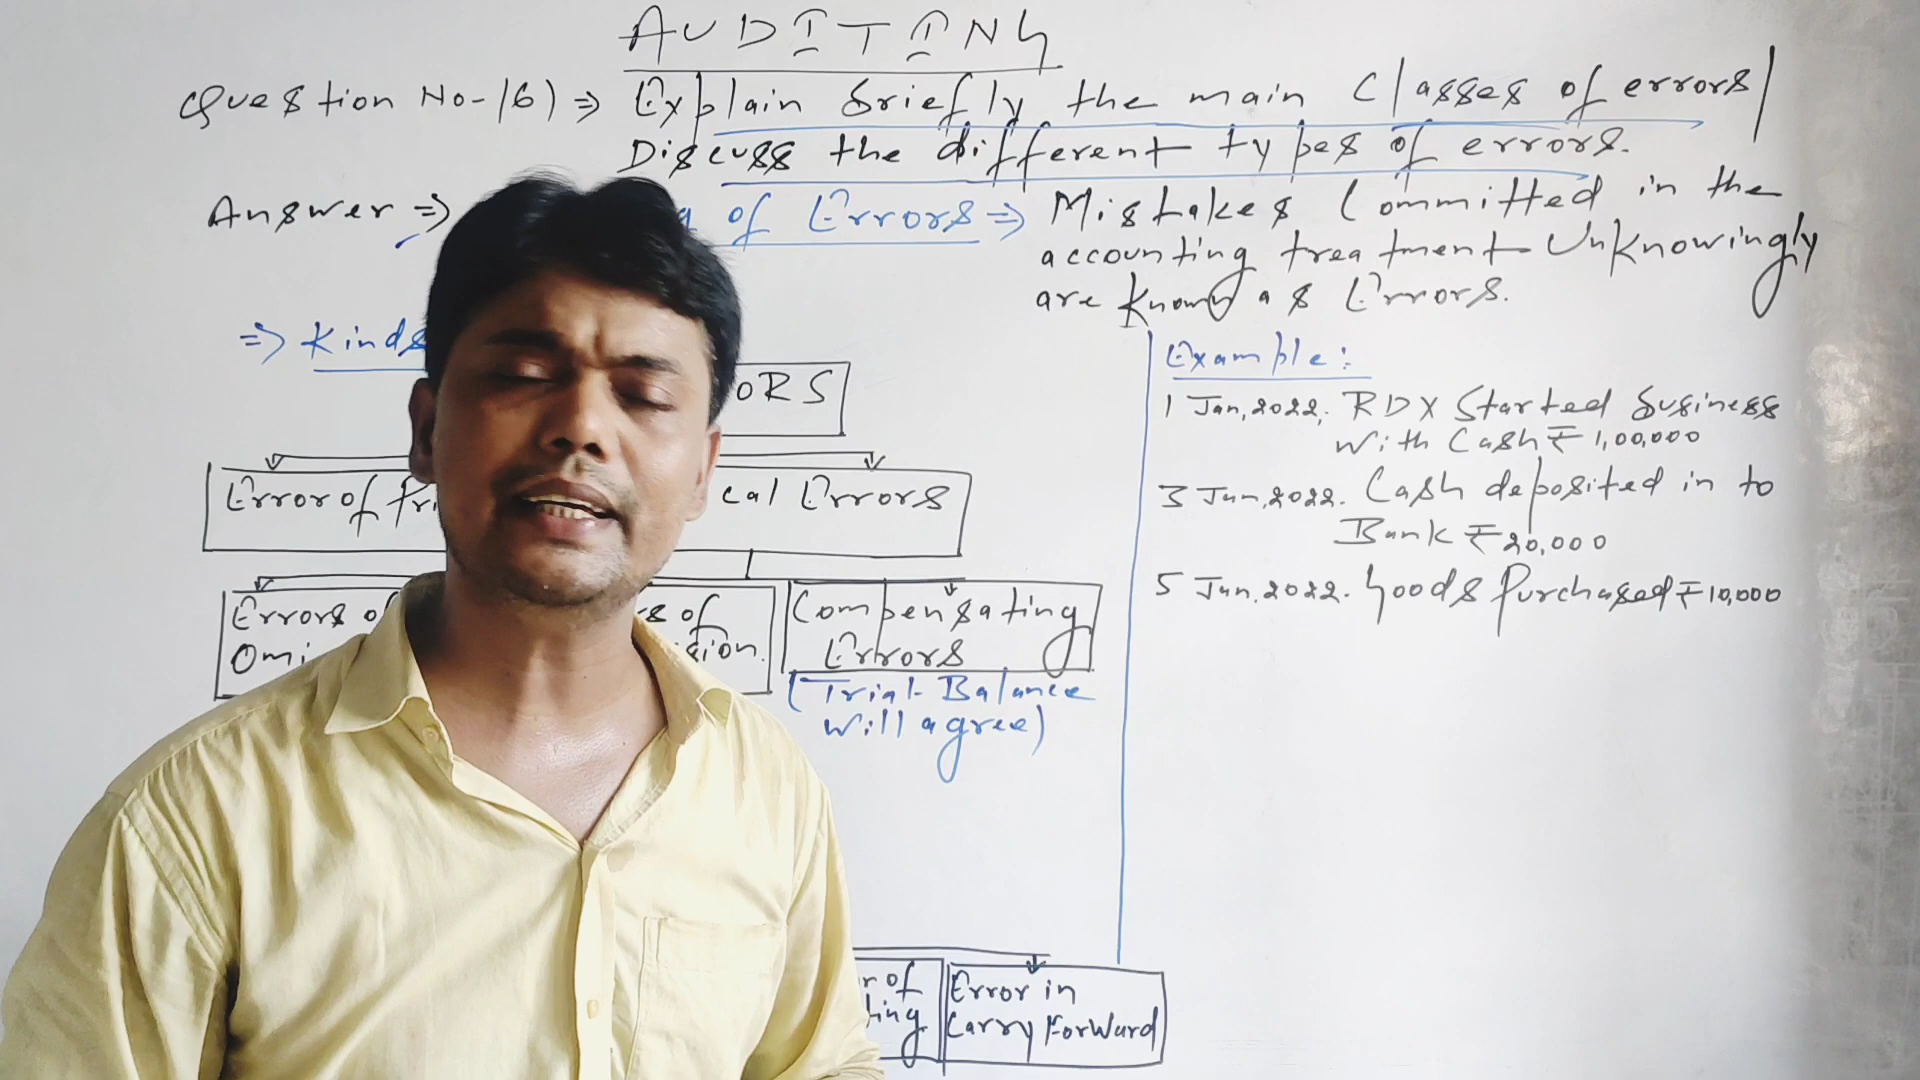 AUDITING
Question No-16) ⇒ Explain briefly the main Classes of errors/
Discuss the different types of errors.
Answer ⇒ of Errors ⇒ Mistakes Committed in the
accounting treatment Unknowingly
are known as Errors.
⇒ Kinds
ORS
Error of cal Errors
Errors of Compensating
Errors
(Trial Balance
will agree)
Example:
1 Jan, 2022. RDX Started business
with Cash ₹ 1,00,000
3 Jan, 2022. Cash deposited in to
Bank ₹ 20,000
5 Jan, 2022. Goods Purchased ₹ 10,000
of
Error in
Carry Forward